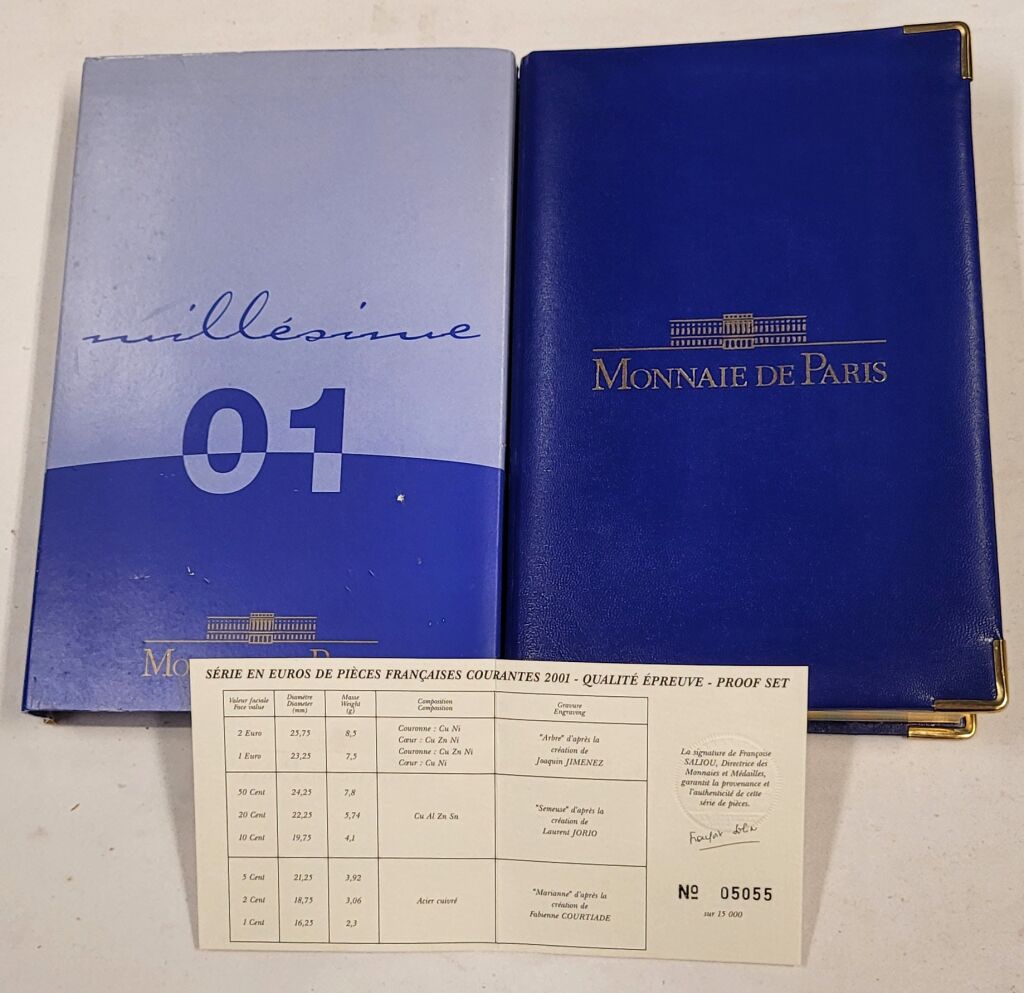 millésime
01
MONNAIE DE PARIS
SÉRIE EN EUROS DE PIÈCES FRANÇAISES COURANTES 2001 - QUALITÉ ÉPREUVE - PROOF SET
Valeur faciale Diamètre Masse Composition Gravure
Face value Diameter Weight Composition Engraving
(mm) (g)
2 Euro 25,75 8,5 Couronne : Cu Ni
Cœur : Cu Zn Ni
1 Euro 23,25 7,5 Couronne : Cu Zn Ni
Cœur : Cu Ni
"Arbre" d'après la
création de
Joaquin JIMENEZ
50 Cent 24,25 7,8
20 Cent 22,25 5,74 Cu Al Zn Sn
10 Cent 19,75 4,1
"Semeuse" d'après la
création de
Laurent JORIO
5 Cent 21,25 3,92
2 Cent 18,75 3,06 Acier cuivré
1 Cent 16,25 2,3
"Marianne" d'après la
création de
Fabienne COURTIADE
La signature de Françoise
SALIOU, Directrice des
Monnaies et Médailles,
garantit la provenance et
l'authenticité de cette
série de pièces.
Nº 05055
sur 15 000